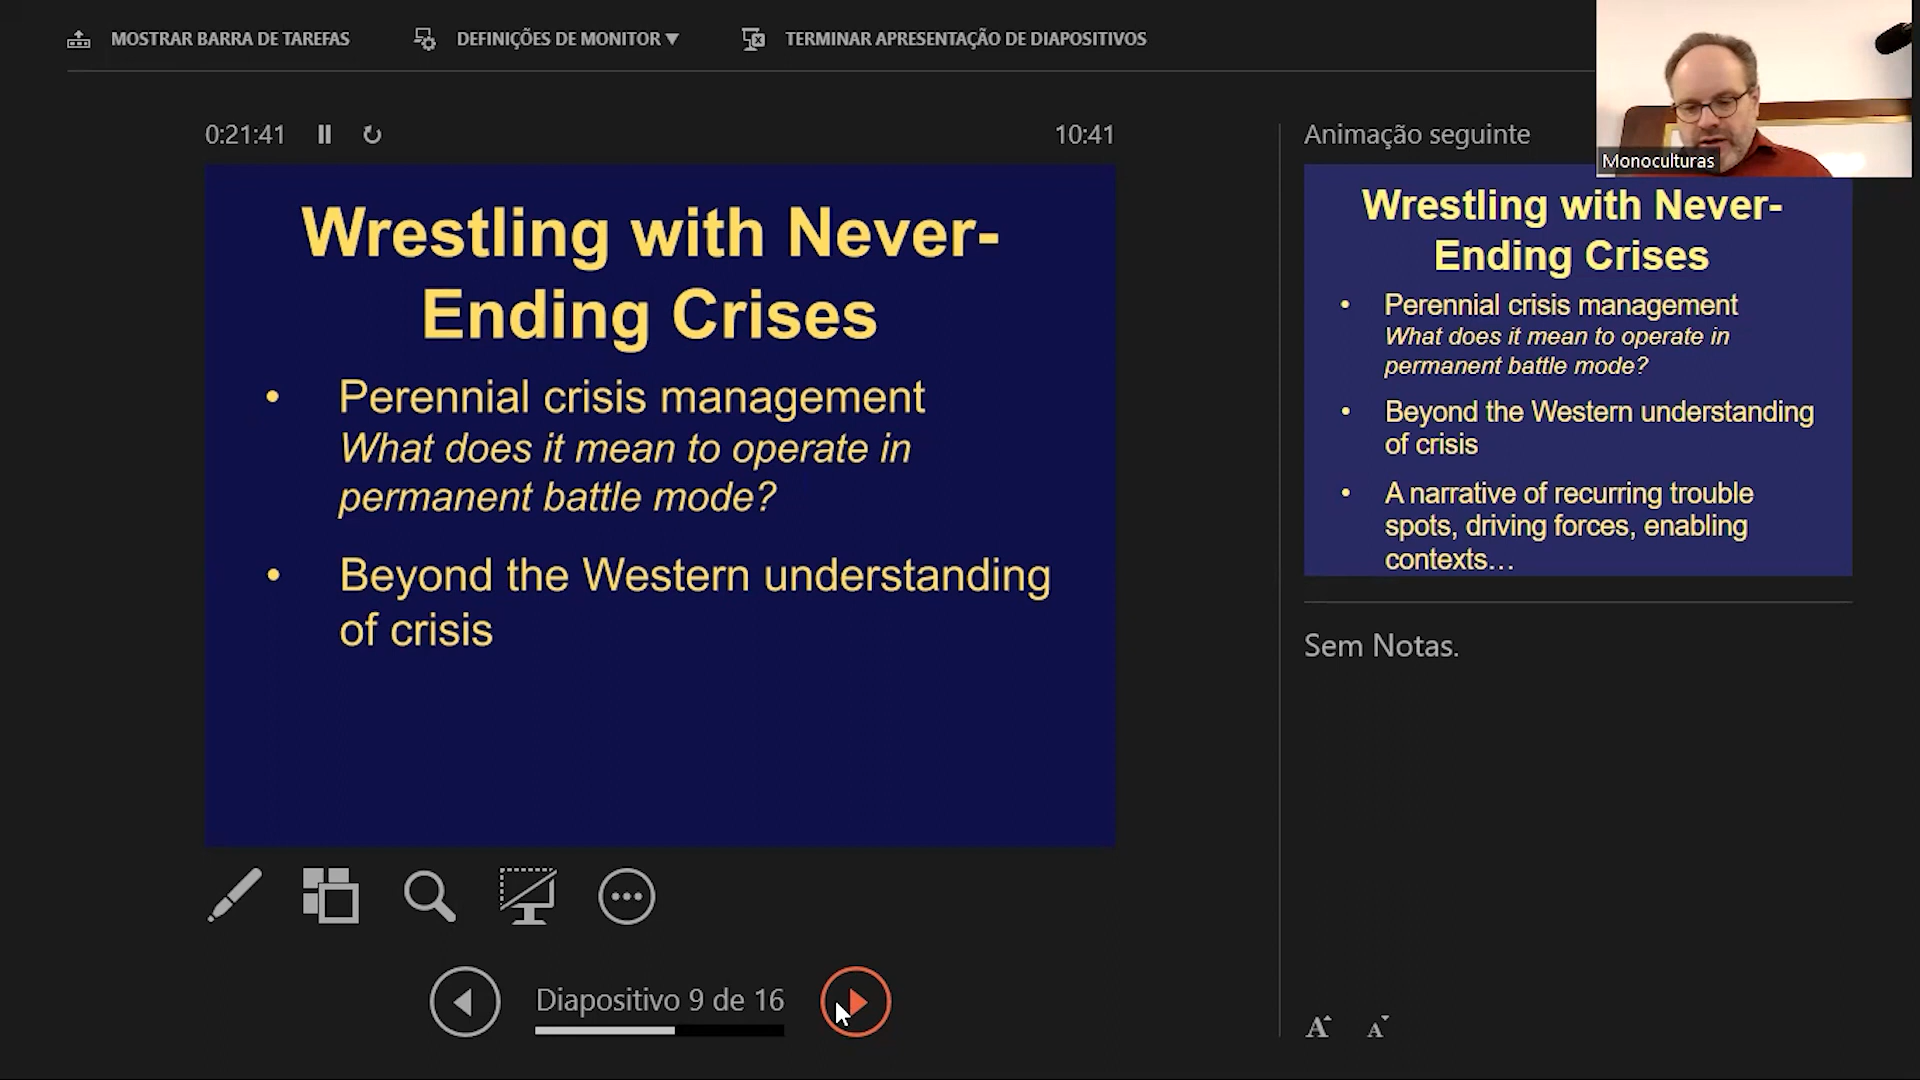 MOSTRAR BARRA DE TAREFAS
DEFINIÇÕES DE MONITOR
TERMINAR APRESENTAÇÃO DE DIAPOSITIVOS
Monoculturas
0:21:41
10:41
Wrestling with Never-
Ending Crises
• Perennial crisis management
What does it mean to operate in
permanent battle mode?
• Beyond the Western understanding
of crisis
Diapositivo 9 de 16
Animação seguinte
Wrestling with Never-
Ending Crises
• Perennial crisis management
What does it mean to operate in
permanent battle mode?
• Beyond the Western understanding
of crisis
• A narrative of recurring trouble
spots, driving forces, enabling
contexts…
Sem Notas.
A A